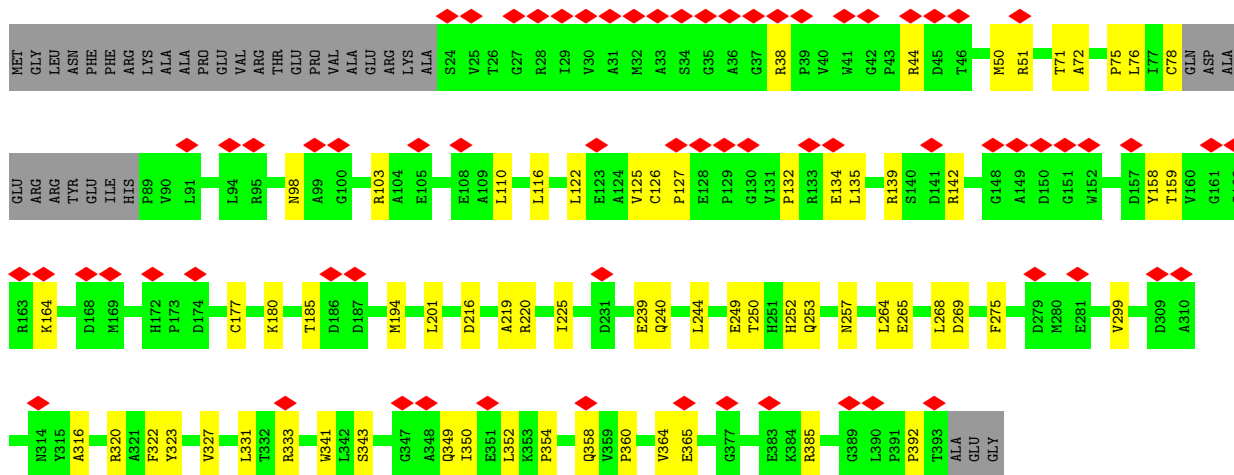 MET GLY LEU ASN PHE PHE ARG LYS ALA ALA PRO GLU VAL ARG THR GLU PRO VAL ALA GLU ARG LYS ALA S24 V25 T26 G27 R28 I29 V30 A31 M32 A33 S34 G35 A36 G37 R38 P39 V40 W41 G42 P43 R44 D45 T46 M50 R51 T71 A72 P75 L76 I77 C78 GLN ASP ALA
GLU ARG ARG TYR GLU ILE HIS P89 V90 L91 L94 R95 N98 A99 G100 R103 A104 E105 E108 A109 L110 L116 L122 E123 A124 V125 C126 P127 E128 P129 G130 V131 P132 R133 E134 L135 R139 S140 D141 R142 G148 A149 D150 G151 W152 D157 Y158 T159 V160 G161
R163 K164 D168 M169 H172 P173 D174 C177 K180 T185 D186 D187 M194 L201 D216 A219 R220 I225 D231 E239 Q240 L244 E249 T250 H251 H252 Q253 N257 L264 E265 L268 D269 F275 D279 M280 E281 V299 D309 A310
N314 Y315 A316 R320 A321 F322 Y323 V327 L331 T332 R333 W341 L342 S343 G347 A348 Q349 I350 E351 L352 K353 P354 Q358 V359 P360 V364 E365 G377 E383 K384 R385 G389 L390 P391 P392 T393 ALA GLU GLY